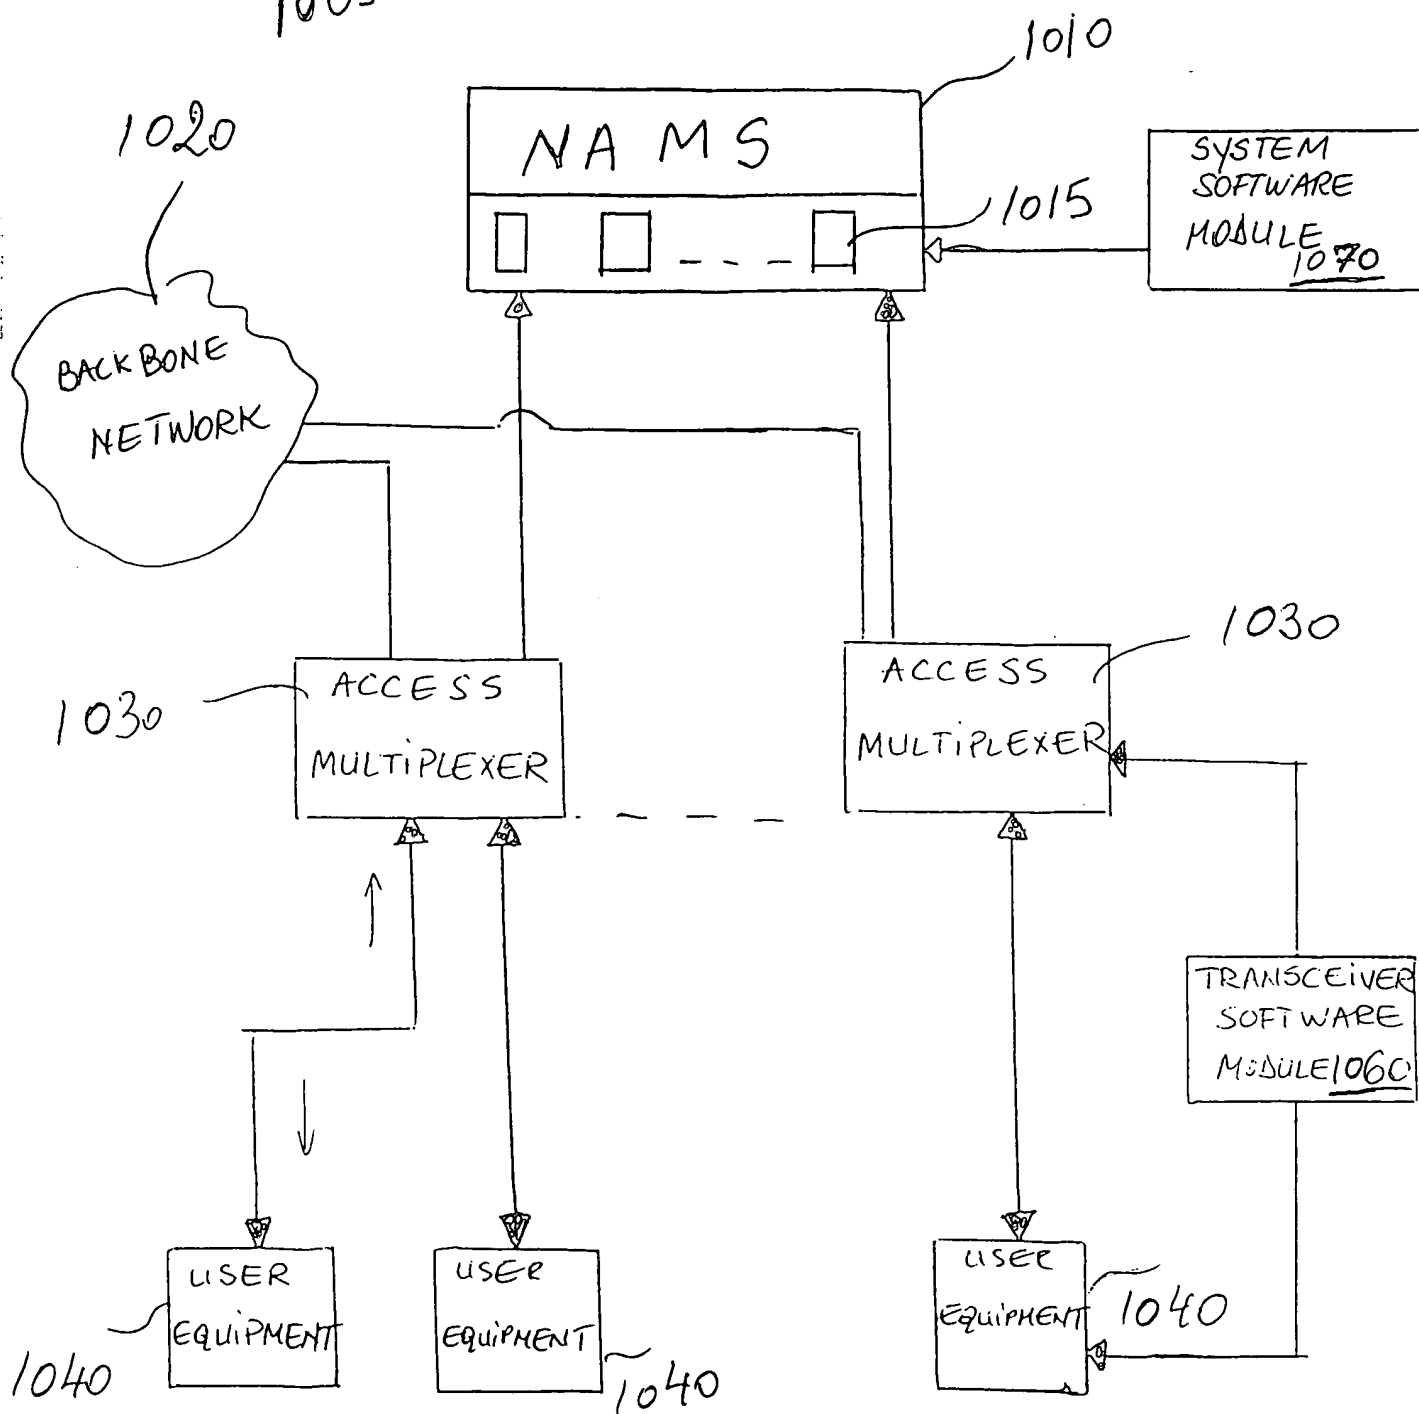 1010
1020
NAMS
SYSTEM
SOFTWARE
MODULE
1070
1015
BACKBONE
NETWORK
1030
ACCESS
MULTIPLEXER
1030
ACCESS
MULTIPLEXER
TRANSCEIVER
SOFTWARE
MODULE 1060
USER
EQUIPMENT
1040
USER
EQUIPMENT
1040
USER
EQUIPMENT
1040